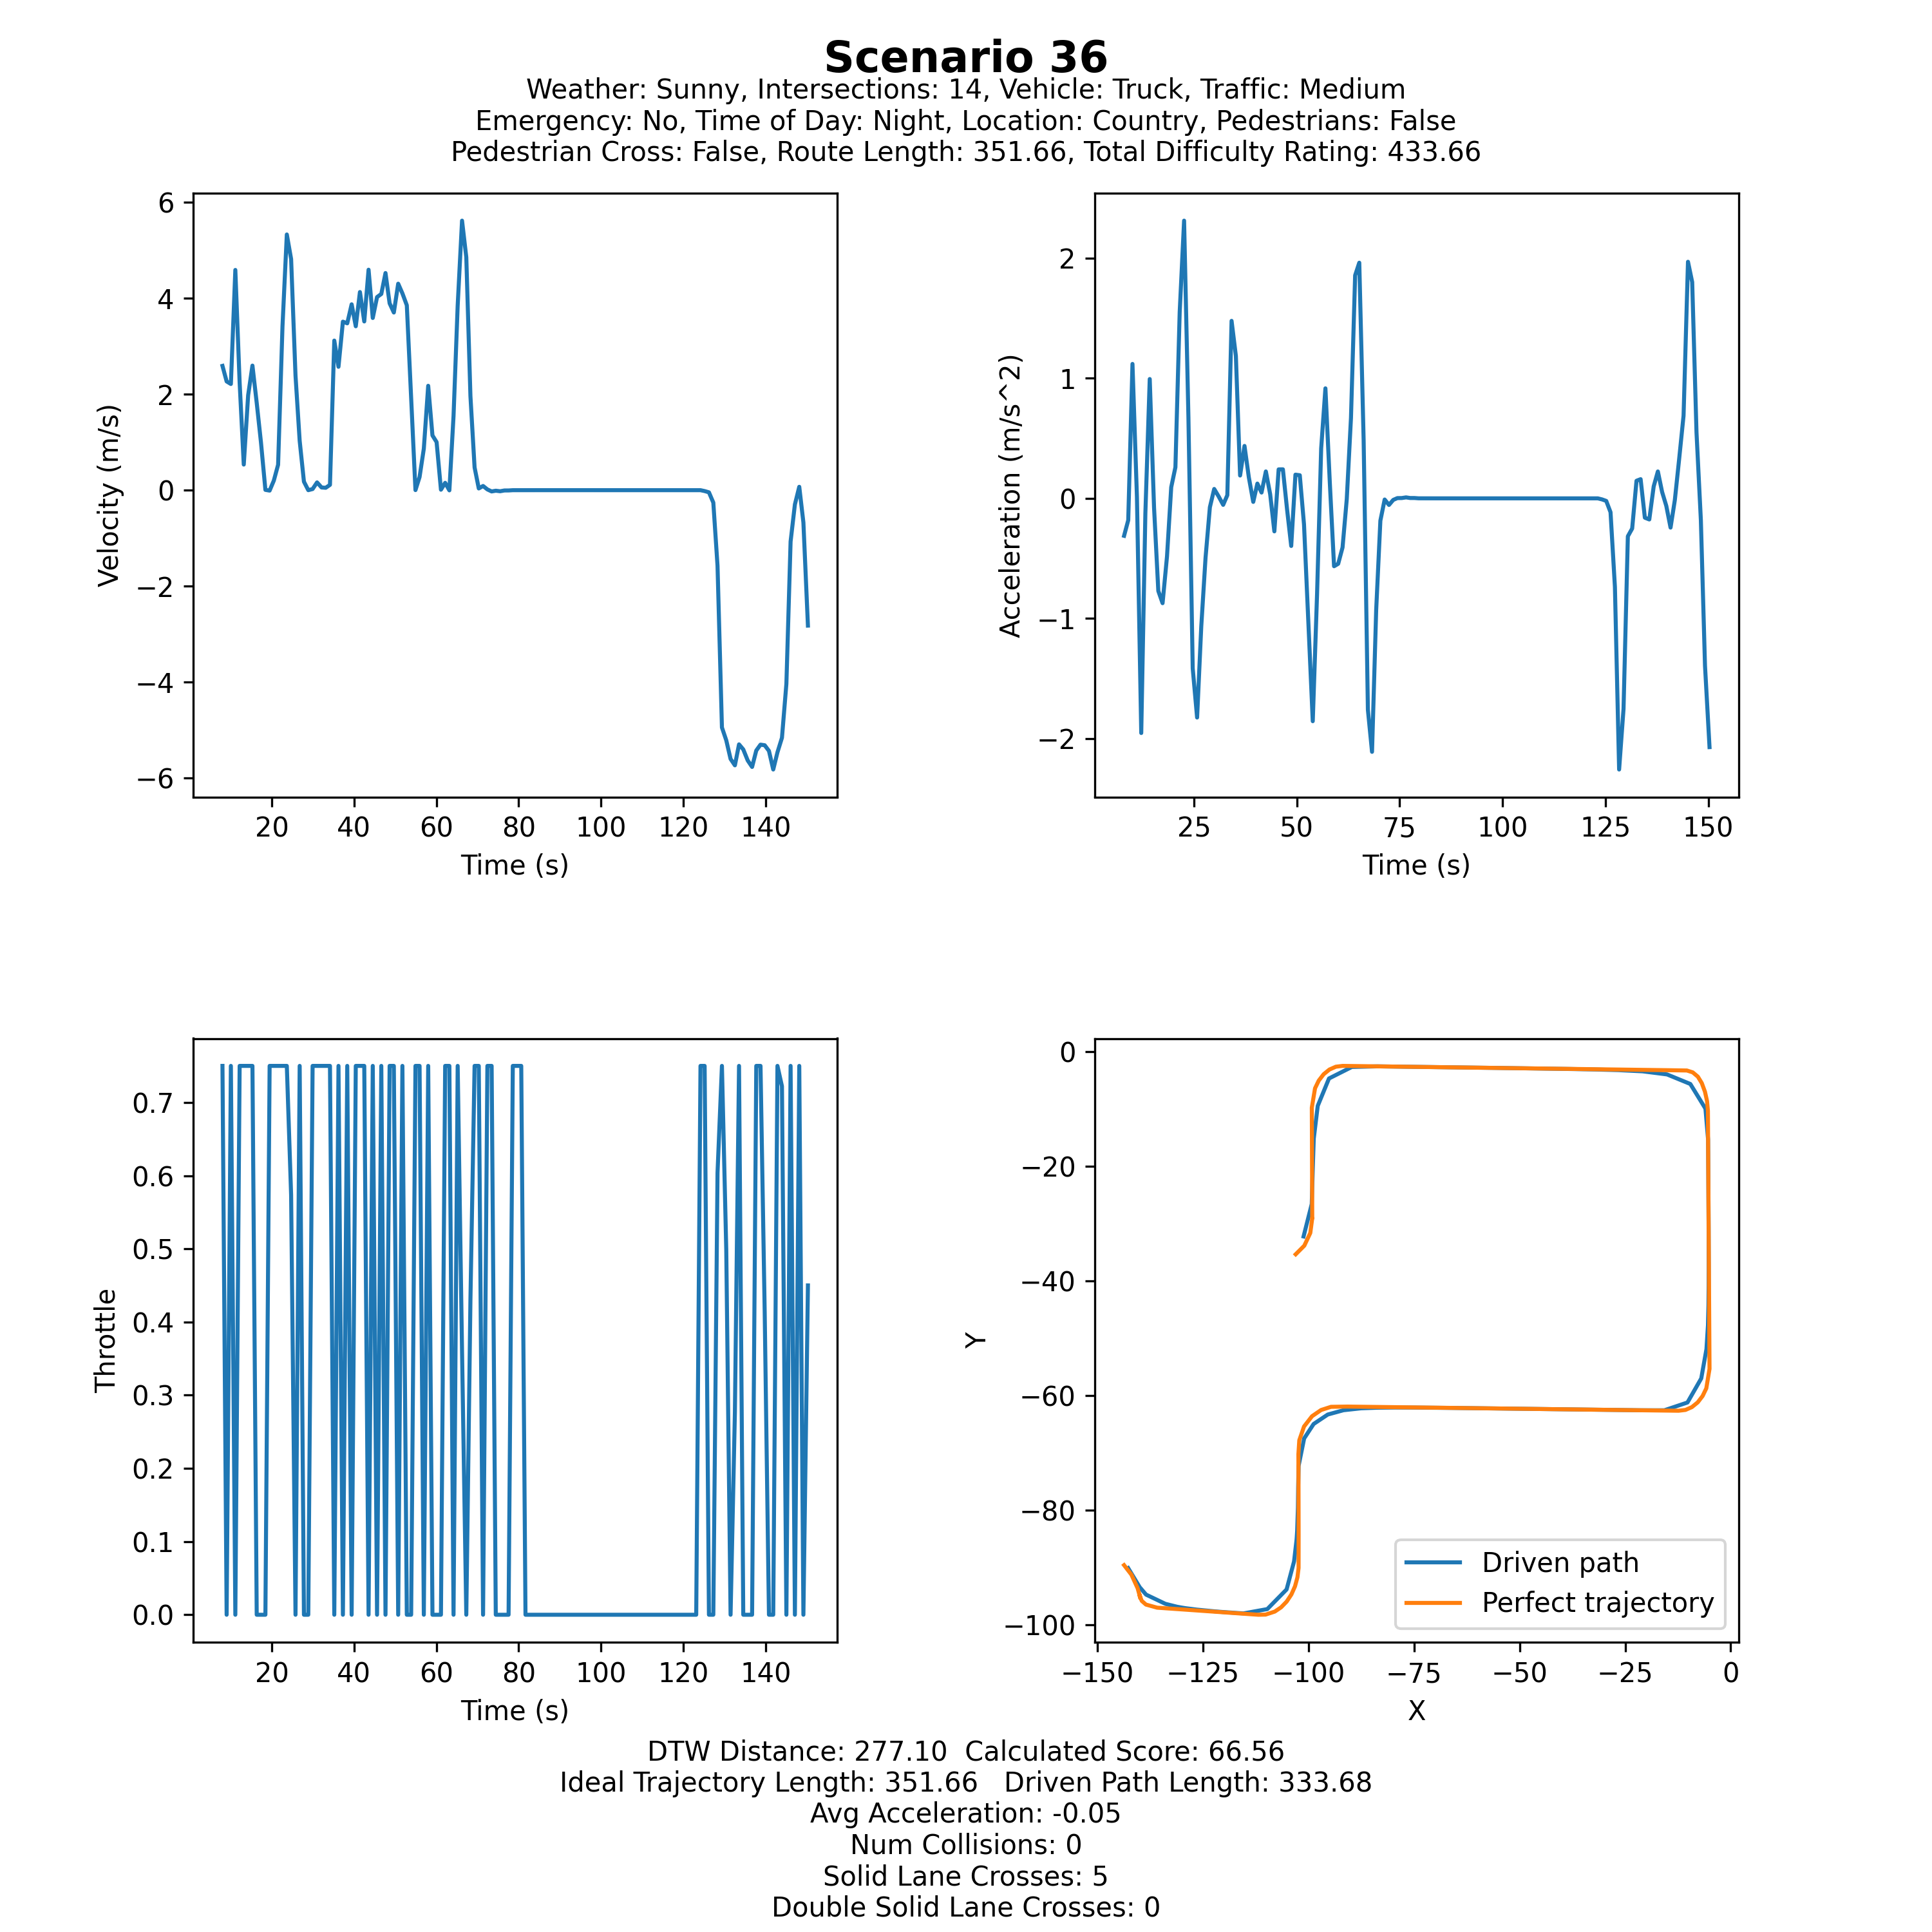 Scenario 36
Weather: Sunny, Intersections: 14, Vehicle: Truck, Traffic: Medium
Emergency: No, Time of Day: Night, Location: Country, Pedestrians: False
Pedestrian Cross: False, Route Length: 351.66, Total Difficulty Rating: 433.66
6
4
2
0
−2
−4
−6
Velocity (m/s)
20 40 60 80 100 120 140
Time (s)
2
1
0
−1
−2
Acceleration (m/s^2)
25 50 75 100 125 150
Time (s)
0.7
0.6
0.5
0.4
0.3
0.2
0.1
0.0
Throttle
20 40 60 80 100 120 140
Time (s)
0
−20
−40
−60
−80
−100
Y
Driven path
Perfect trajectory
−150 −125 −100 −75 −50 −25 0
X
DTW Distance: 277.10  Calculated Score: 66.56
Ideal Trajectory Length: 351.66   Driven Path Length: 333.68
Avg Acceleration: -0.05
Num Collisions: 0
Solid Lane Crosses: 5
Double Solid Lane Crosses: 0